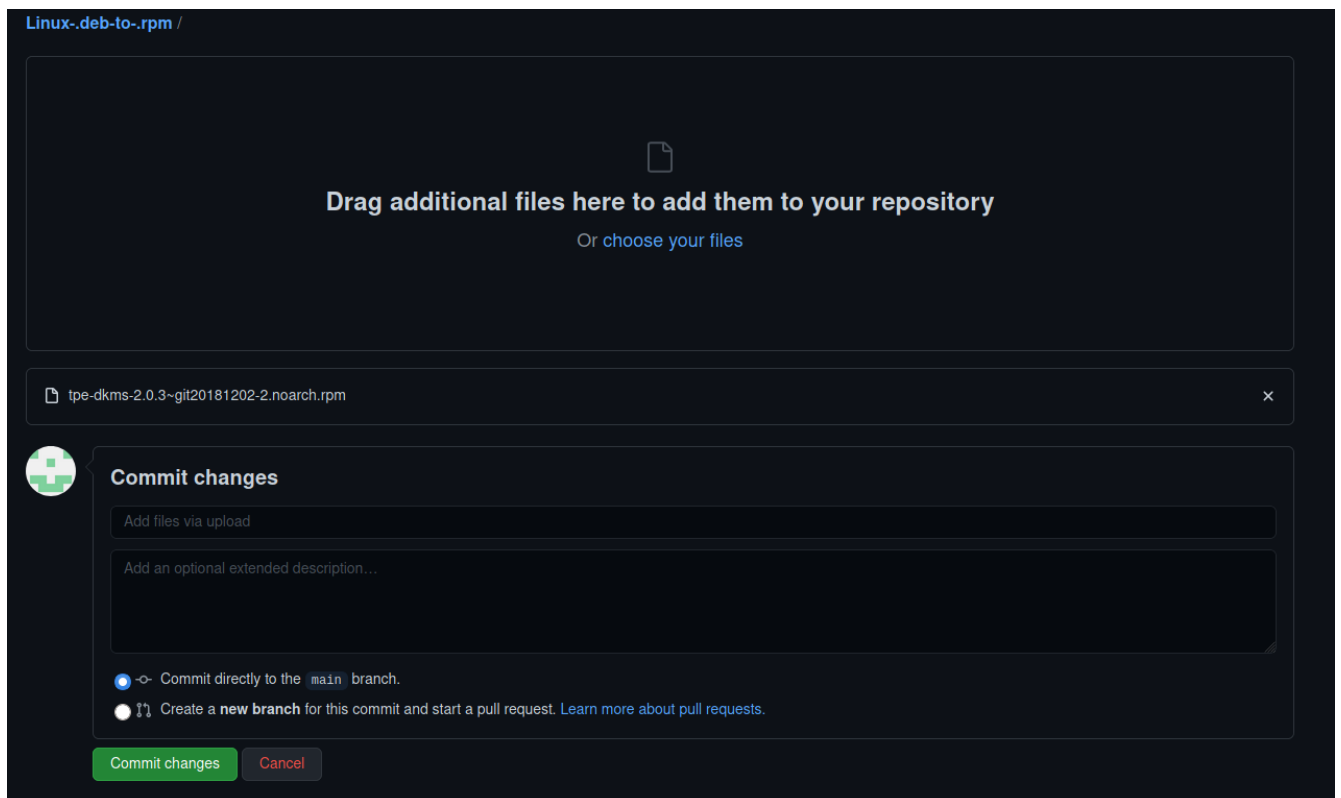 Linux-.deb-to-.rpm /
Drag additional files here to add them to your repository
Or choose your files
tpe-dkms-2.0.3~git20181202-2.noarch.rpm
Commit changes
Add files via upload
Add an optional extended description…
Commit directly to the main branch.
Create a new branch for this commit and start a pull request. Learn more about pull requests.
Commit changes Cancel